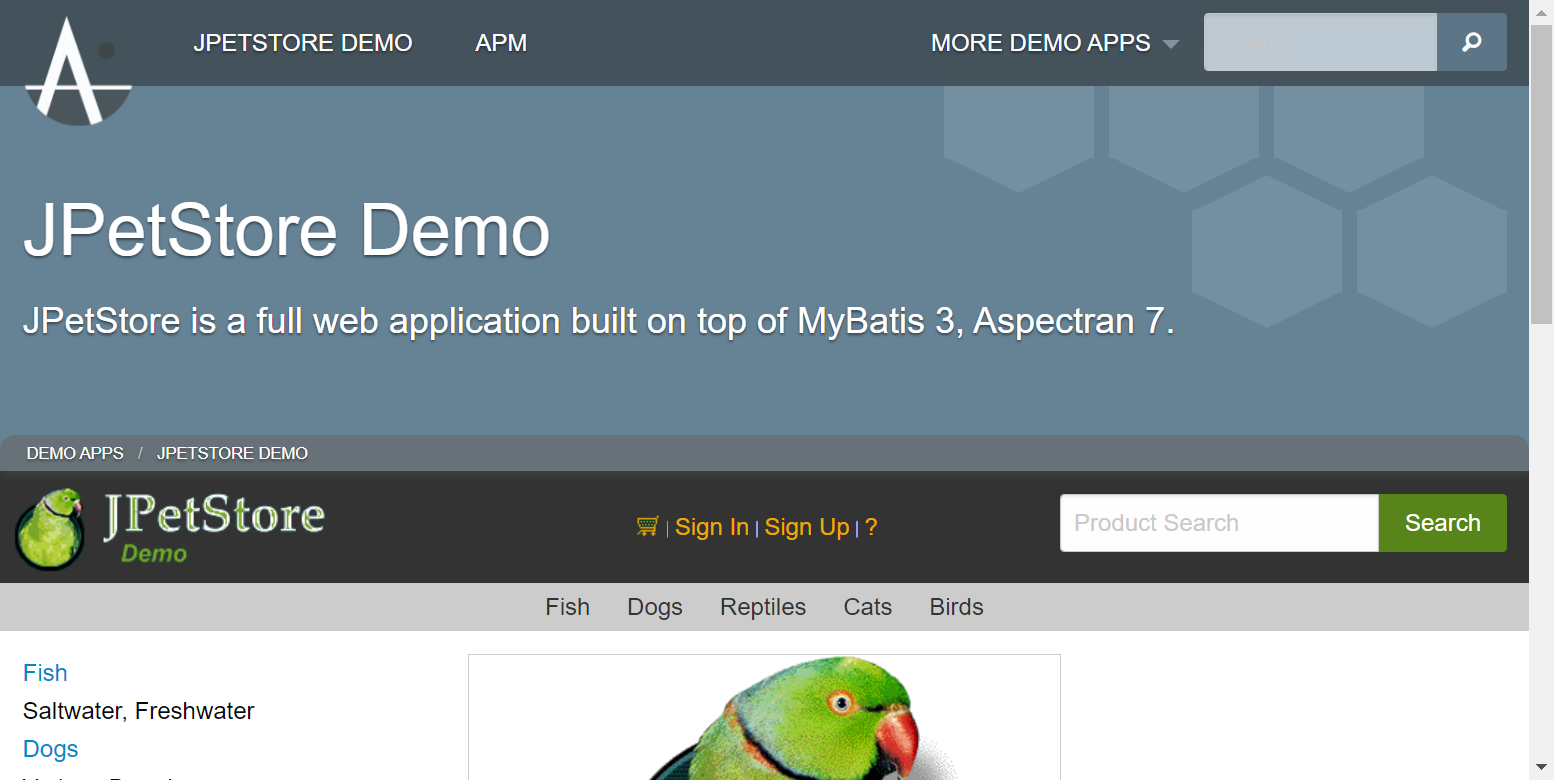 JPETSTORE DEMO APM MORE DEMO APPS
JPetStore Demo
JPetStore is a full web application built on top of MyBatis 3, Aspectran 7.
DEMO APPS / JPETSTORE DEMO
JPetStore
Demo
| Sign In | Sign Up | ?
Product Search Search
Fish Dogs Reptiles Cats Birds
Fish
Saltwater, Freshwater
Dogs